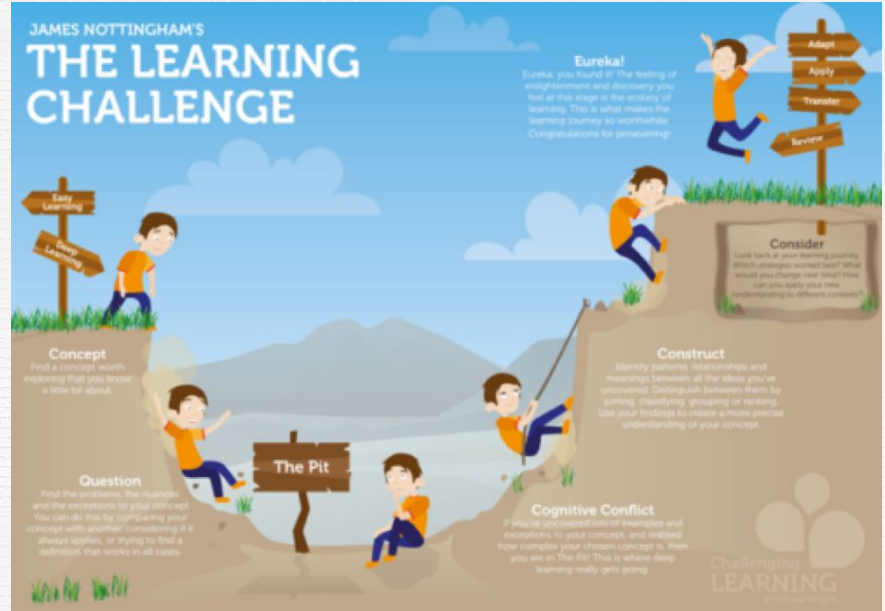 JAMES NOTTINGHAM'S
THE LEARNING
CHALLENGE
Easy
Learning
Deep
Learning
Concept
Find a concept worth
exploring that you know
a little bit about.
Question
Find the problems, the nuances
and the exceptions to your concept.
You can do this by comparing your
concept with another, considering if it
always applies, or trying to find a
definition that works in all cases.
The Pit
Cognitive Conflict
If you've uncovered lots of examples and
exceptions to your concept, and realised
how complex your chosen concept is, then
you are in The Pit! This is where deep
learning really gets going.
Construct
Identify patterns, relationships and
meanings between all the ideas you've
uncovered. Distinguish between them by
sorting, classifying, grouping or ranking.
Use your findings to create a more precise
understanding of your concept.
Eureka!
Eureka: you found it! The feeling of
enlightenment and discovery you
feel at this stage is the ecstasy of
learning. This is what makes the
learning journey so worthwhile.
Congratulations for persevering!
Adapt
Apply
Transfer
Review
Consider
Look back at your learning journey.
Which strategies worked best? What
would you change next time? How
can you apply your new
understanding to different contexts?
Challenging
LEARNING